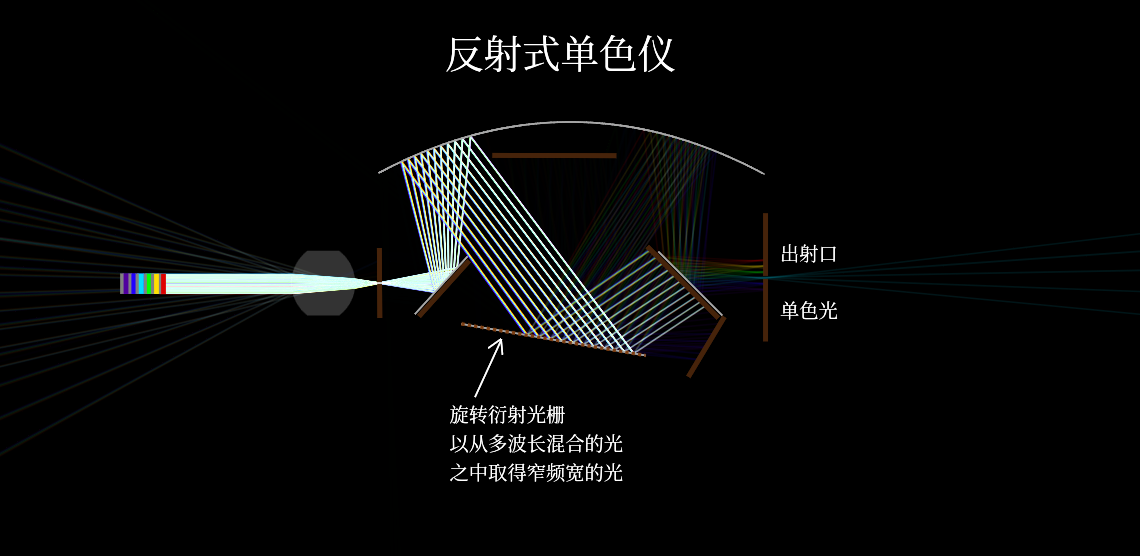 反射式单色仪
出射口
单色光
旋转衍射光栅
以从多波长混合的光
之中取得窄频宽的光